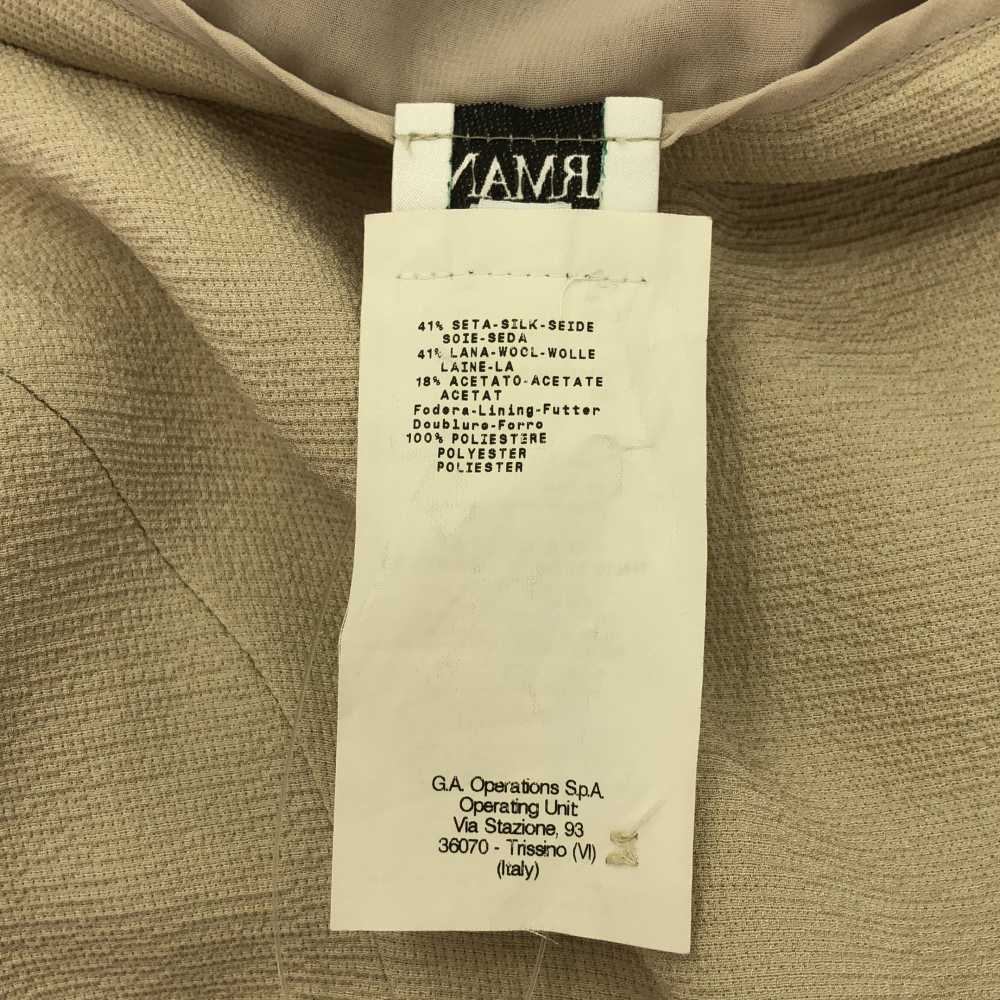 ARMAN
41% SETA-SILK-SEIDE
SOIE-SEDA
41% LANA-WOOL-WOLLE
LAINE-LA
18% ACETATO-ACETATE
ACETAT
Fodera-Lining-Futter
Doublure-Forro
100% POLIESTERE
POLYESTER
POLIESTER
G.A. Operations S.p.A.
Operating Unit:
Via Stazione, 93
36070 - Trissino (VI)
(Italy)